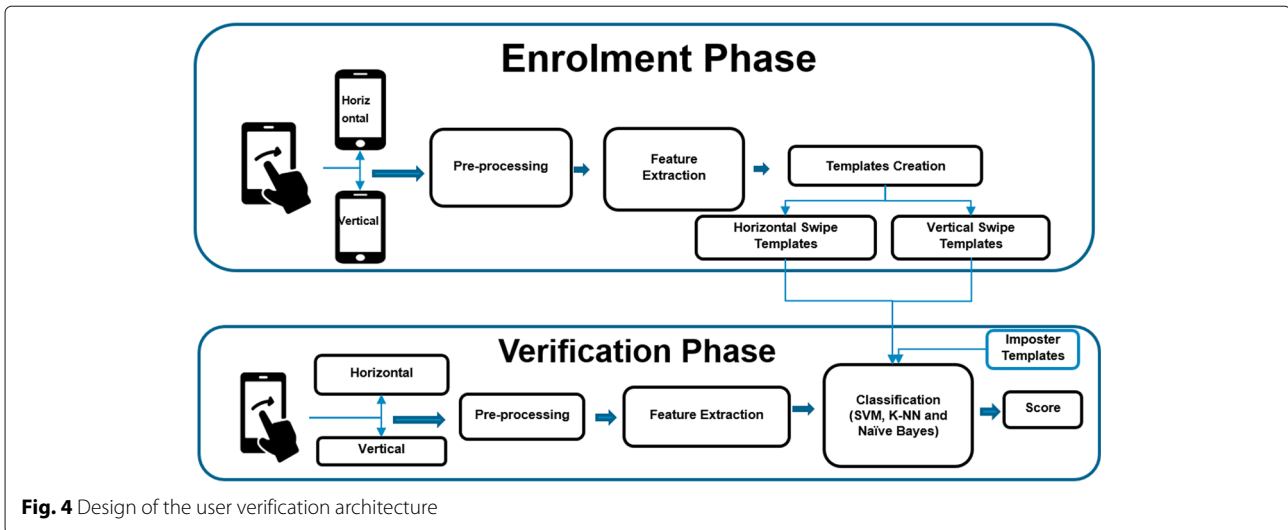 Enrolment Phase
Horiz
ontal
Vertical
Pre-processing
Feature
Extraction
Templates Creation
Horizontal Swipe
Templates
Vertical Swipe
Templates
Verification Phase
Imposter
Templates
Horizontal
Vertical
Pre-processing
Feature Extraction
Classification
(SVM, K-NN and
Naïve Bayes)
Score
Fig. 4 Design of the user verification architecture